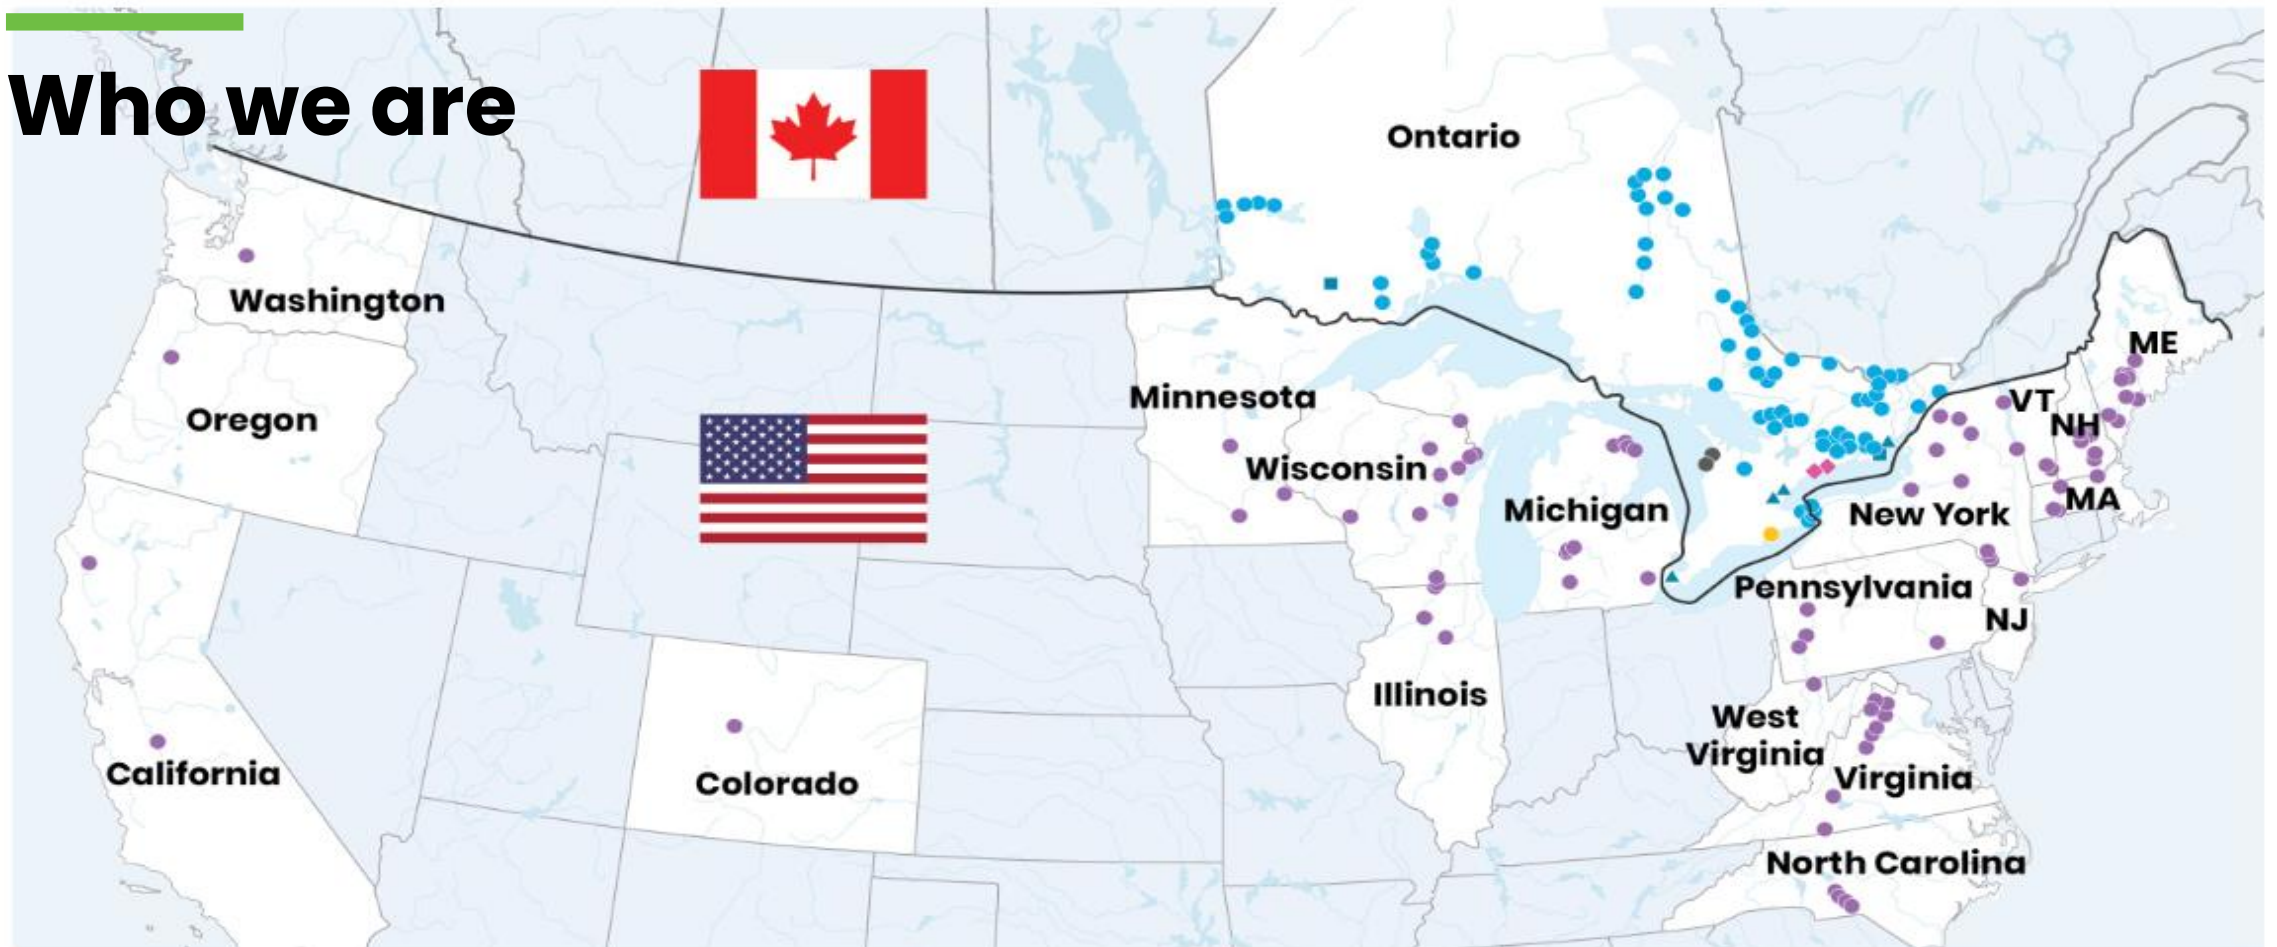 Who we are
Ontario
Washington
Oregon
California
Colorado
Minnesota
Wisconsin
Michigan
Illinois
ME
VT
NH
MA
New York
Pennsylvania
NJ
West
Virginia
Virginia
North Carolina